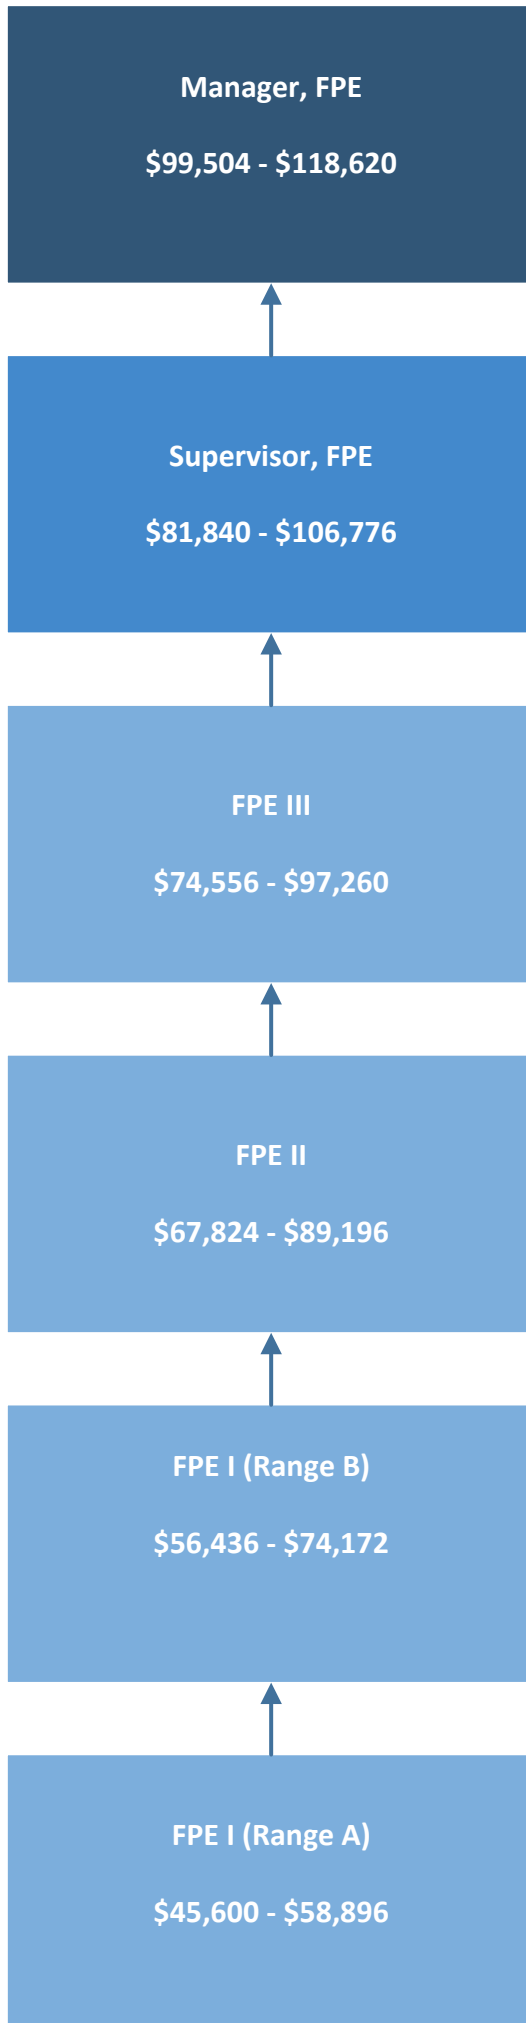 Manager, FPE
$99,504 - $118,620
Supervisor, FPE
$81,840 - $106,776
FPE III
$74,556 - $97,260
FPE II
$67,824 - $89,196
FPE I (Range B)
$56,436 - $74,172
FPE I (Range A)
$45,600 - $58,896